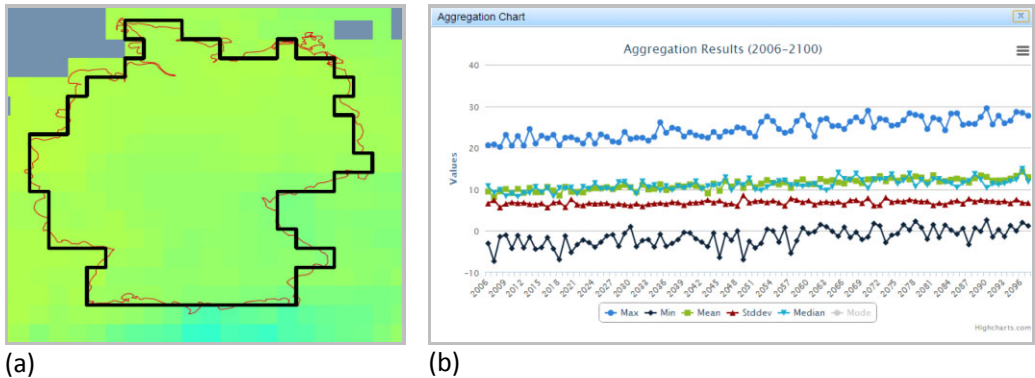 Aggregation Chart
x
Aggregation Results (2006-2100)
40
30
20
10
0
-10
Values
2006 2009 2012 2015 2018 2021 2024 2027 2030 2033 2036 2039 2042 2045 2048 2051 2054 2057 2060 2063 2066 2069 2072 2075 2078 2081 2084 2087 2090 2093 2096
Max Min Mean Stddev Median Mode
Highcharts.com
(a) (b)